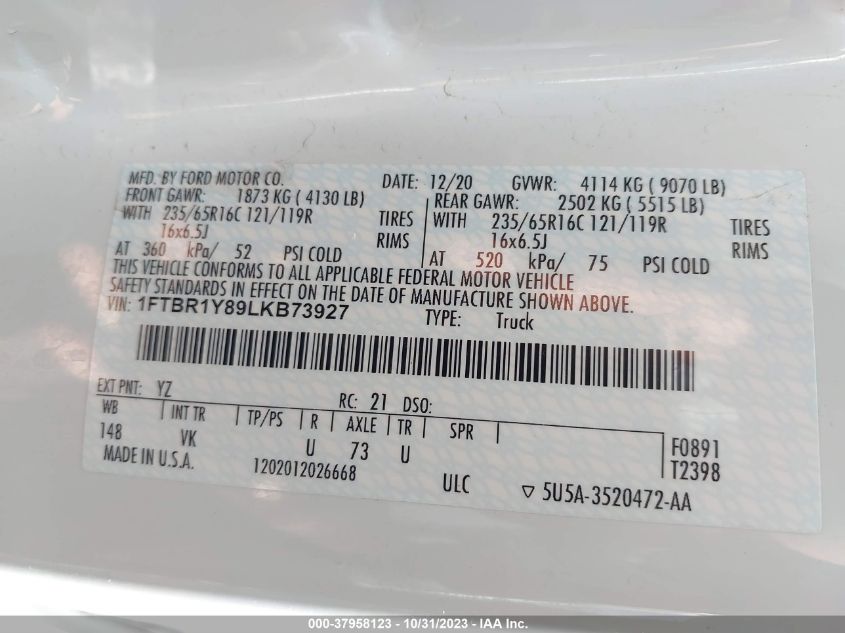 MFD. BY FORD MOTOR CO. DATE: 12/20 GVWR: 4114 KG ( 9070 LB)
FRONT GAWR: 1873 KG ( 4130 LB) REAR GAWR: 2502 KG ( 5515 LB)
WITH 235/65R16C 121/119R TIRES WITH 235/65R16C 121/119R TIRES
16x6.5J RIMS 16x6.5J RIMS
AT 360 kPa/ 52 PSI COLD AT 520 kPa/ 75 PSI COLD
THIS VEHICLE CONFORMS TO ALL APPLICABLE FEDERAL MOTOR VEHICLE
SAFETY STANDARDS IN EFFECT ON THE DATE OF MANUFACTURE SHOWN ABOVE.
VIN: 1FTBR1Y89LKB73927 TYPE: Truck
EXT PNT: YZ RC: 21 DSO:
WB INT TR TP/PS R AXLE TR SPR
148 VK U 73 U F0891
MADE IN U.S.A. 1202012026668 T2398
ULC ▽ 5U5A-3520472-AA
000-37958123 - 10/31/2023 - IAA Inc.